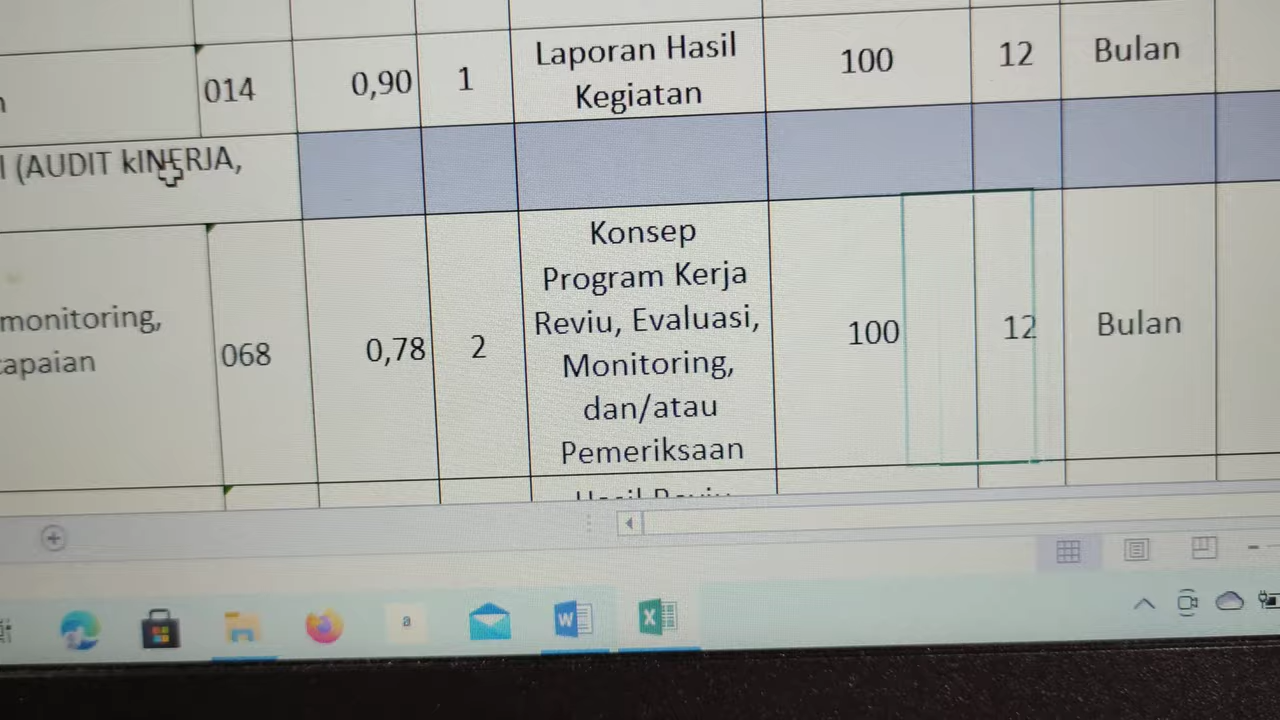 014 0,90 1 Laporan Hasil Kegiatan 100 12 Bulan
(AUDIT kINERJA,
monitoring,
capaian
068 0,78 2 Konsep
Program Kerja
Reviu, Evaluasi,
Monitoring,
dan/atau
Pemeriksaan
100 12 Bulan
a
W
X